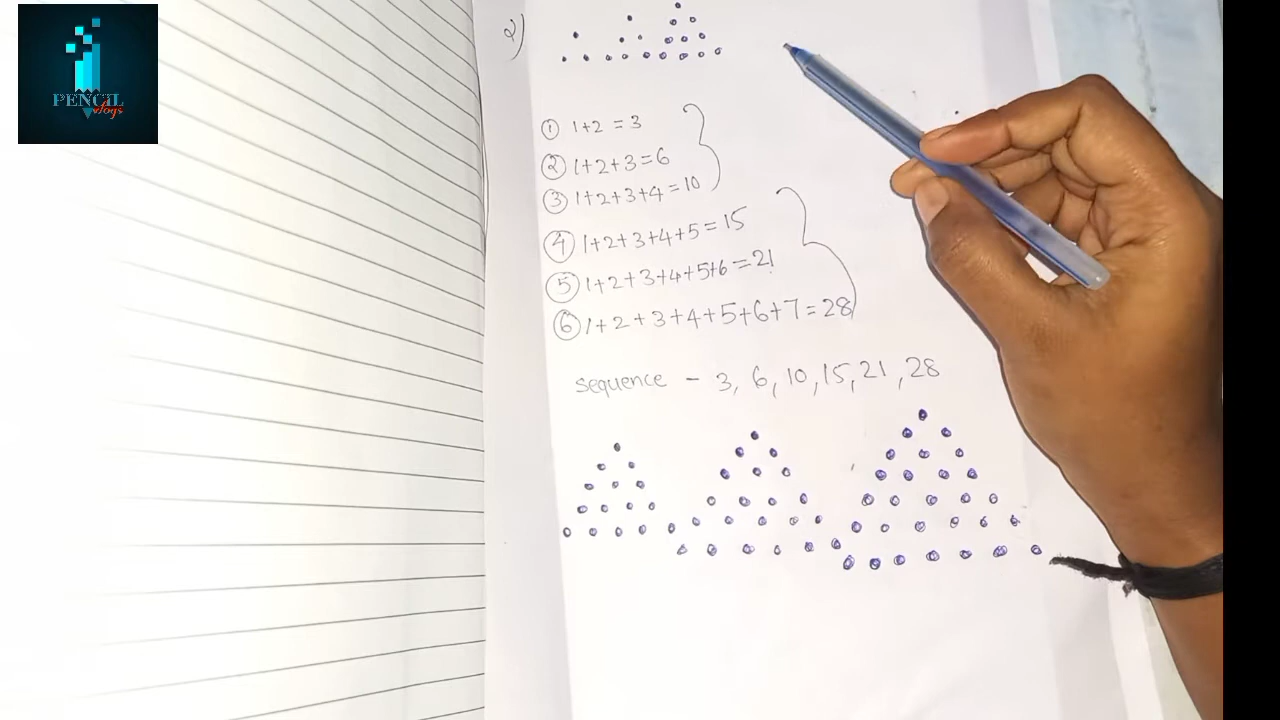 PENCIL
vlogs
2)
① 1+2 = 3
② 1+2+3=6
③ 1+2+3+4=10
④ 1+2+3+4+5=15
⑤ 1+2+3+4+5+6=21
⑥ 1+2+3+4+5+6+7=28
Sequence - 3, 6, 10, 15, 21, 28